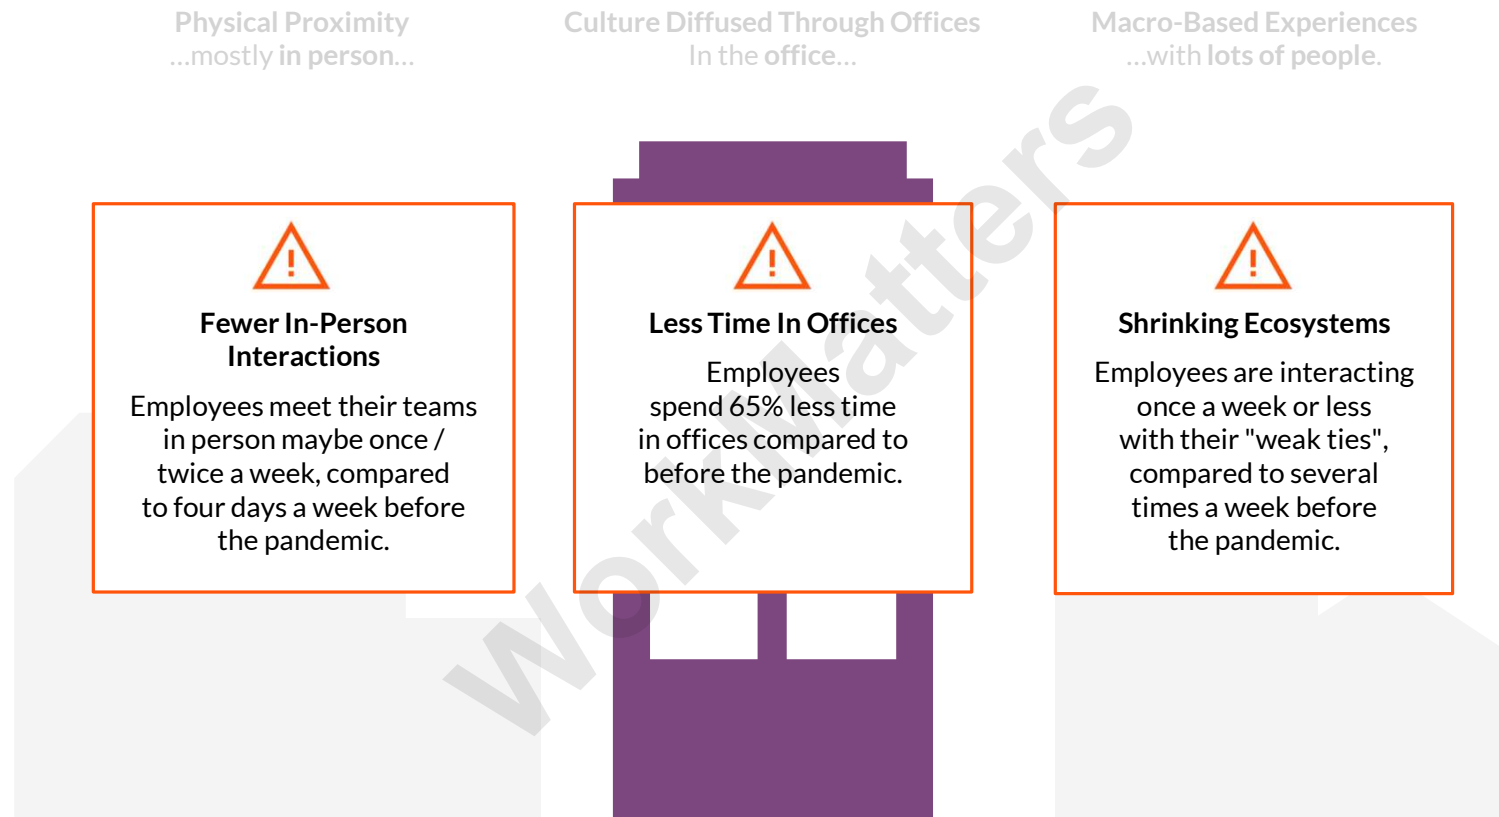 Physical Proximity
…mostly in person…
Culture Diffused Through Offices
In the office…
Macro-Based Experiences
…with lots of people.
Fewer In-Person
Interactions
Employees meet their teams
in person maybe once /
twice a week, compared
to four days a week before
the pandemic.
Less Time In Offices
Employees
spend 65% less time
in offices compared to
before the pandemic.
Shrinking Ecosystems
Employees are interacting
once a week or less
with their "weak ties",
compared to several
times a week before
the pandemic.
WorkMatters